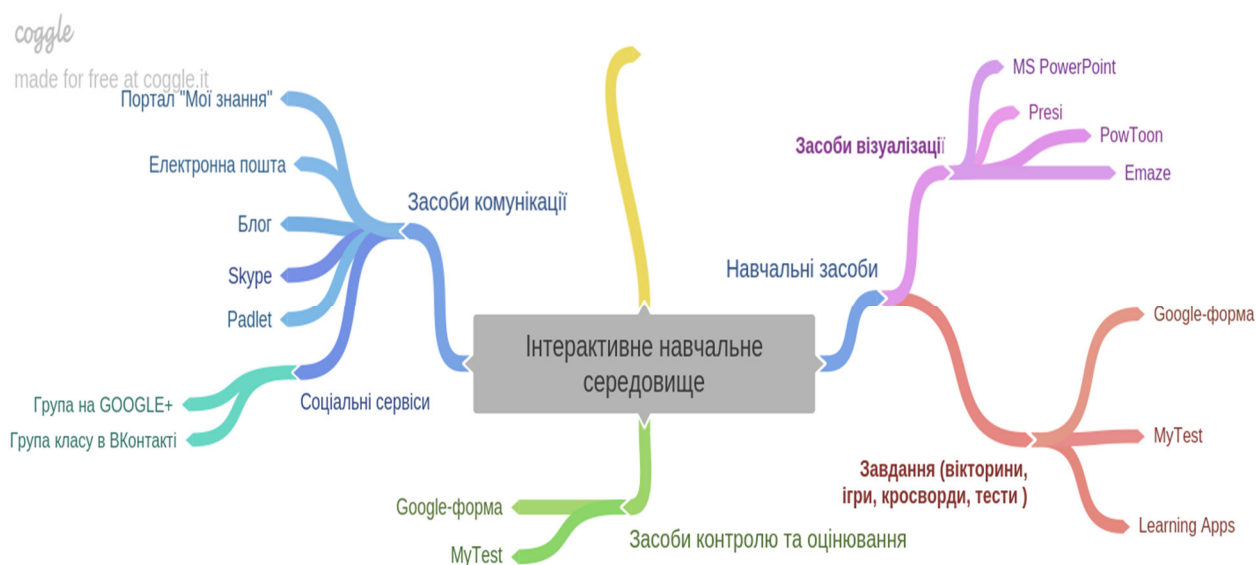 coggle
made for free at coggle.it
Портал "Мої знання"
Електронна пошта
Блог
Skype
Padlet
Засоби комунікації
Соціальні сервіси
Група на GOOGLE+
Група класу в ВКонтакті
Інтерактивне навчальне
середовище
Google-форма
MyTest
Засоби контролю та оцінювання
Навчальні засоби
Засоби візуалізації
MS PowerPoint
Presi
PowToon
Emaze
Завдання (вікторини,
ігри, кросворди, тести )
Google-форма
MyTest
Learning Apps